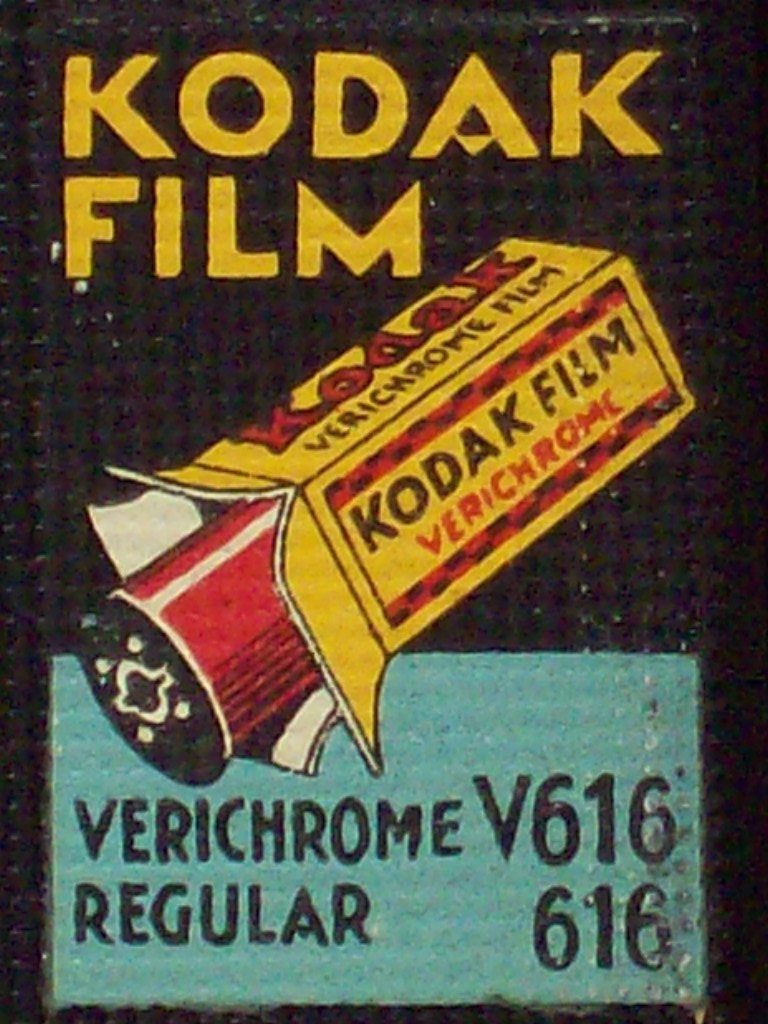 KODAK
FILM
Kodak
VERICHROME FILM
KODAK FILM
VERICHROME
VERICHROME V616
REGULAR 616